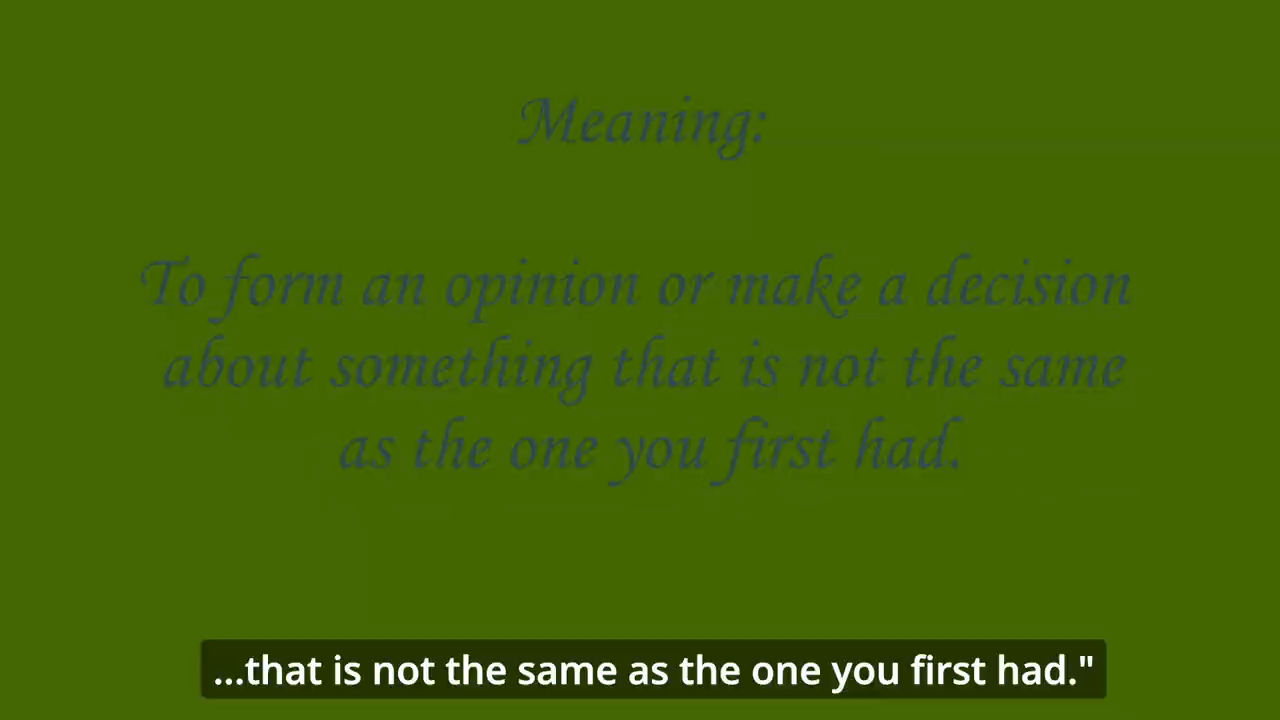 Meaning:
To form an opinion or make a decision
about something that is not the same
as the one you first had.
...that is not the same as the one you first had."